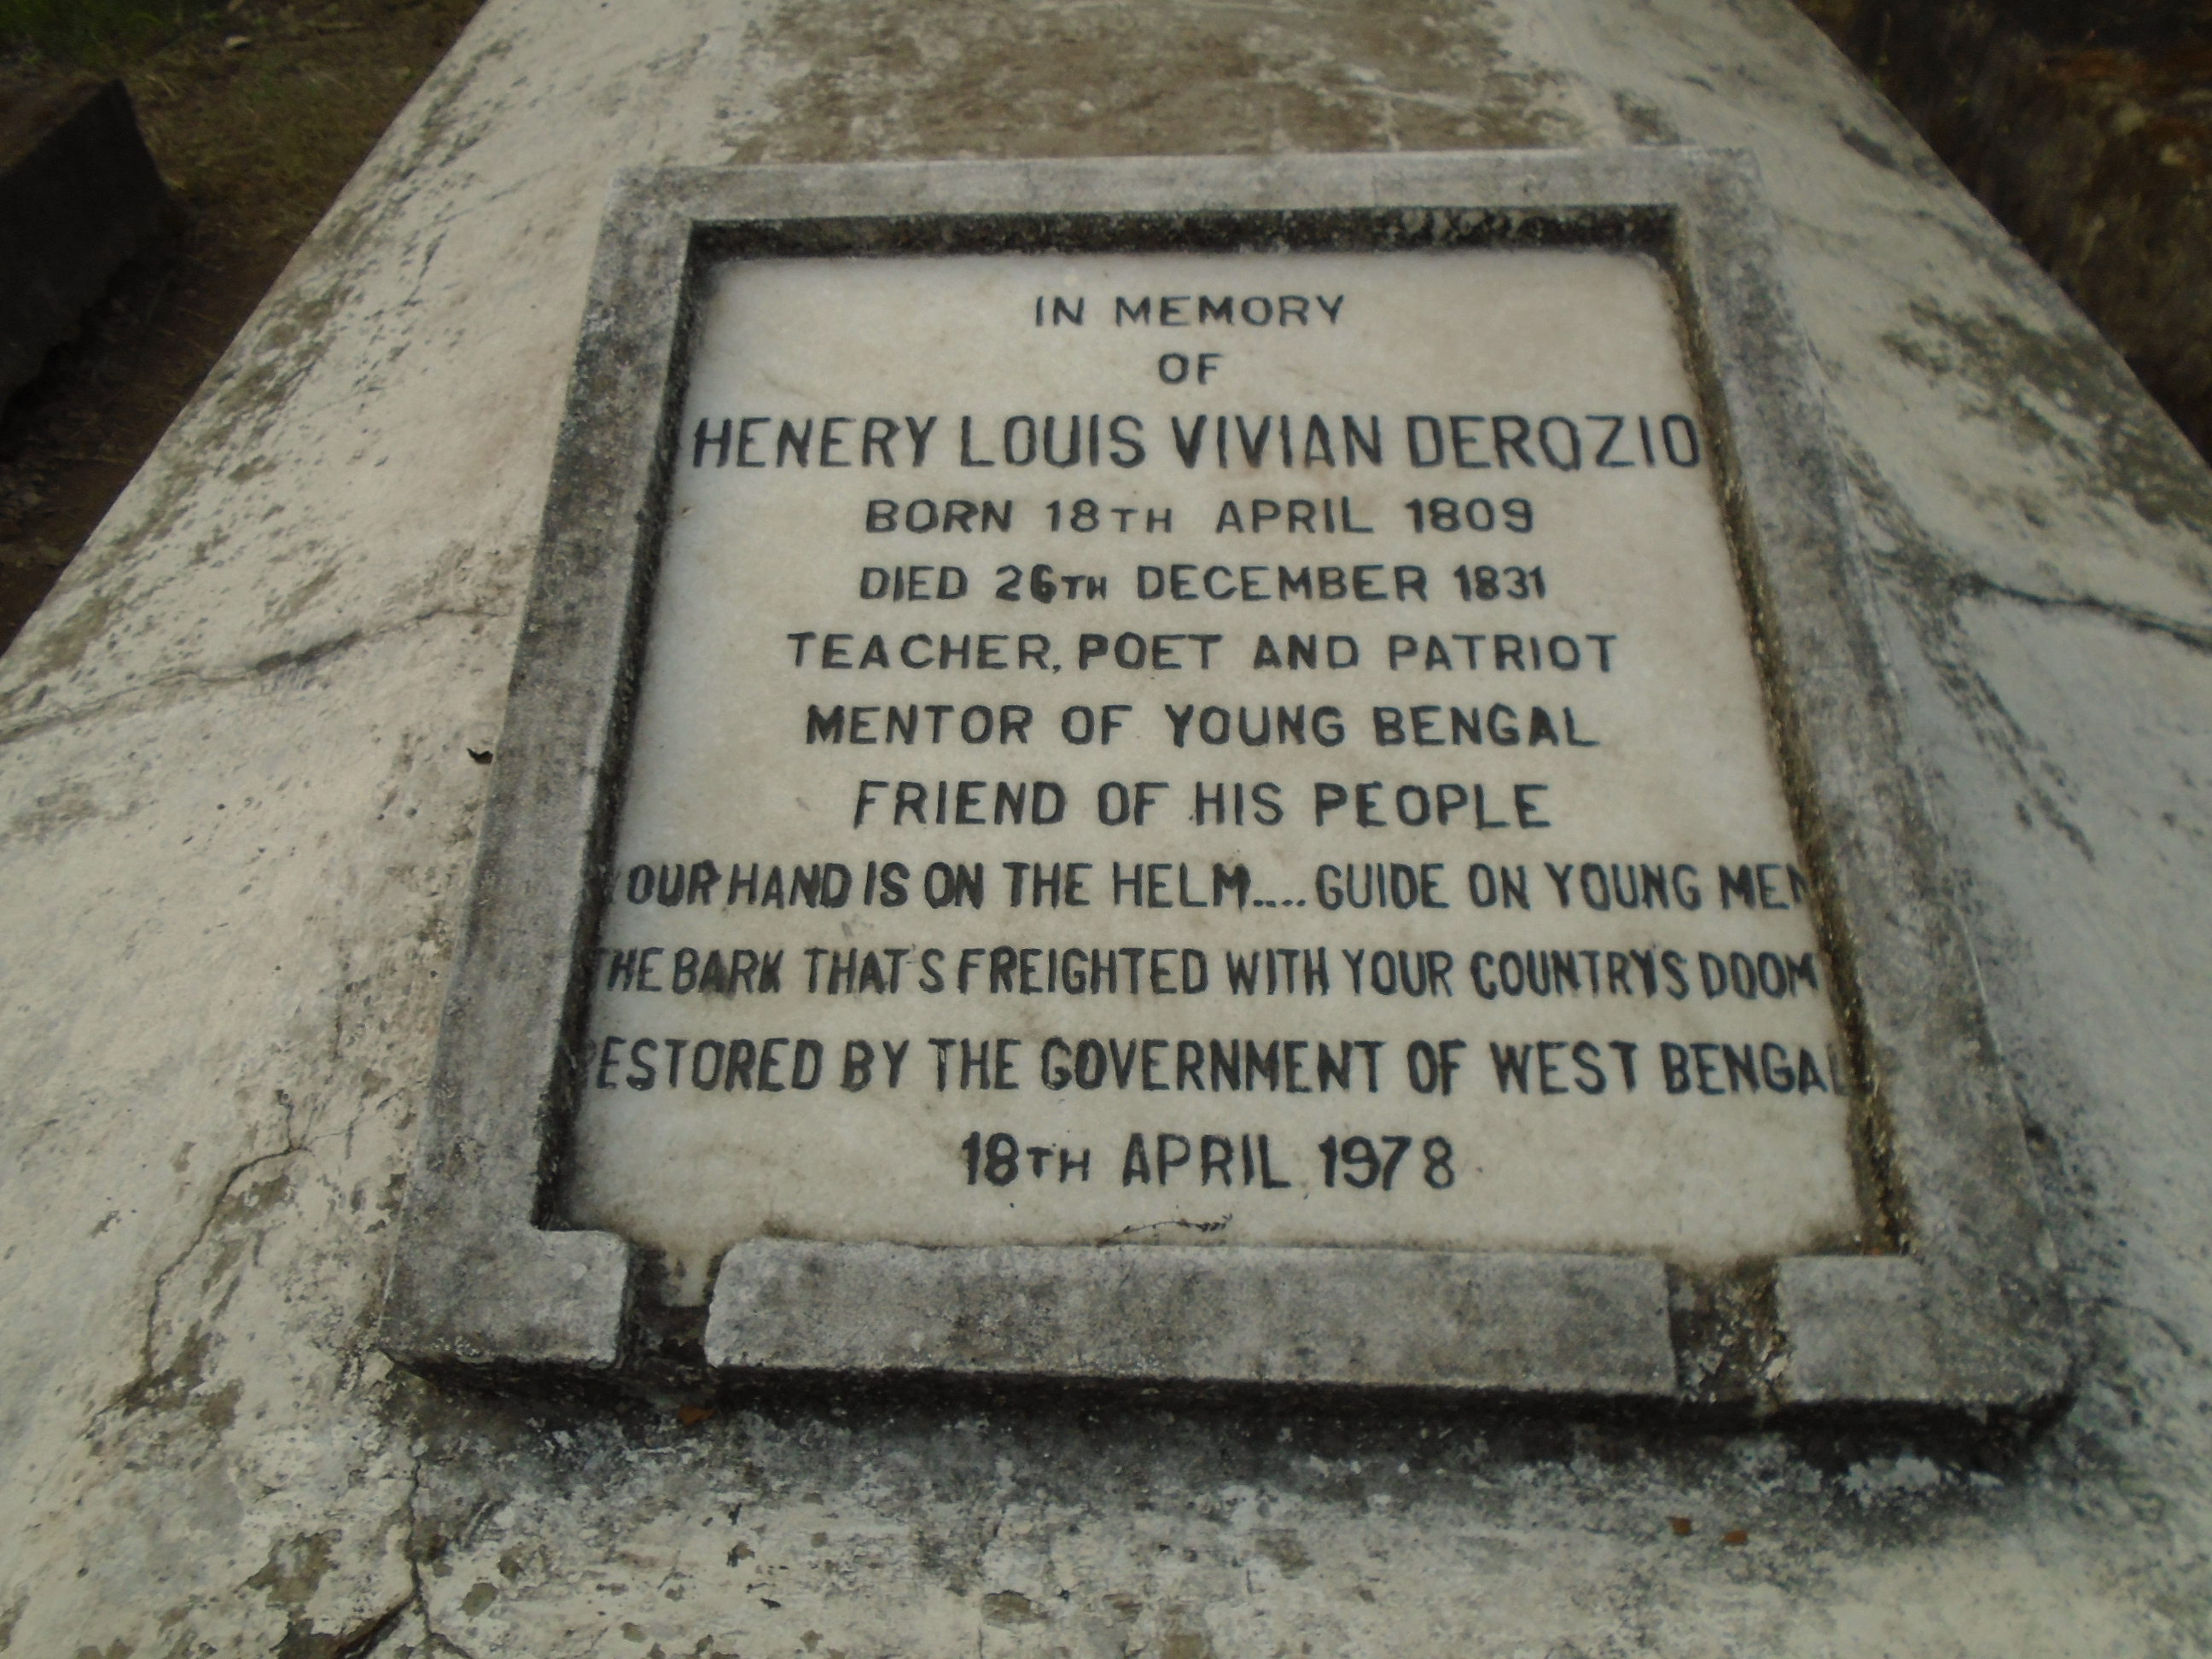 IN MEMORY
OF
HENERY LOUIS VIVIAN DEROZIO
BORN 18TH APRIL 1809
DIED 26TH DECEMBER 1831
TEACHER, POET AND PATRIOT
MENTOR OF YOUNG BENGAL
FRIEND OF HIS PEOPLE
YOUR HAND IS ON THE HELM.... GUIDE ON YOUNG MEN
THE BARK THAT'S FREIGHTED WITH YOUR COUNTRYS DOOM
RESTORED BY THE GOVERNMENT OF WEST BENGAL
18TH APRIL 1978